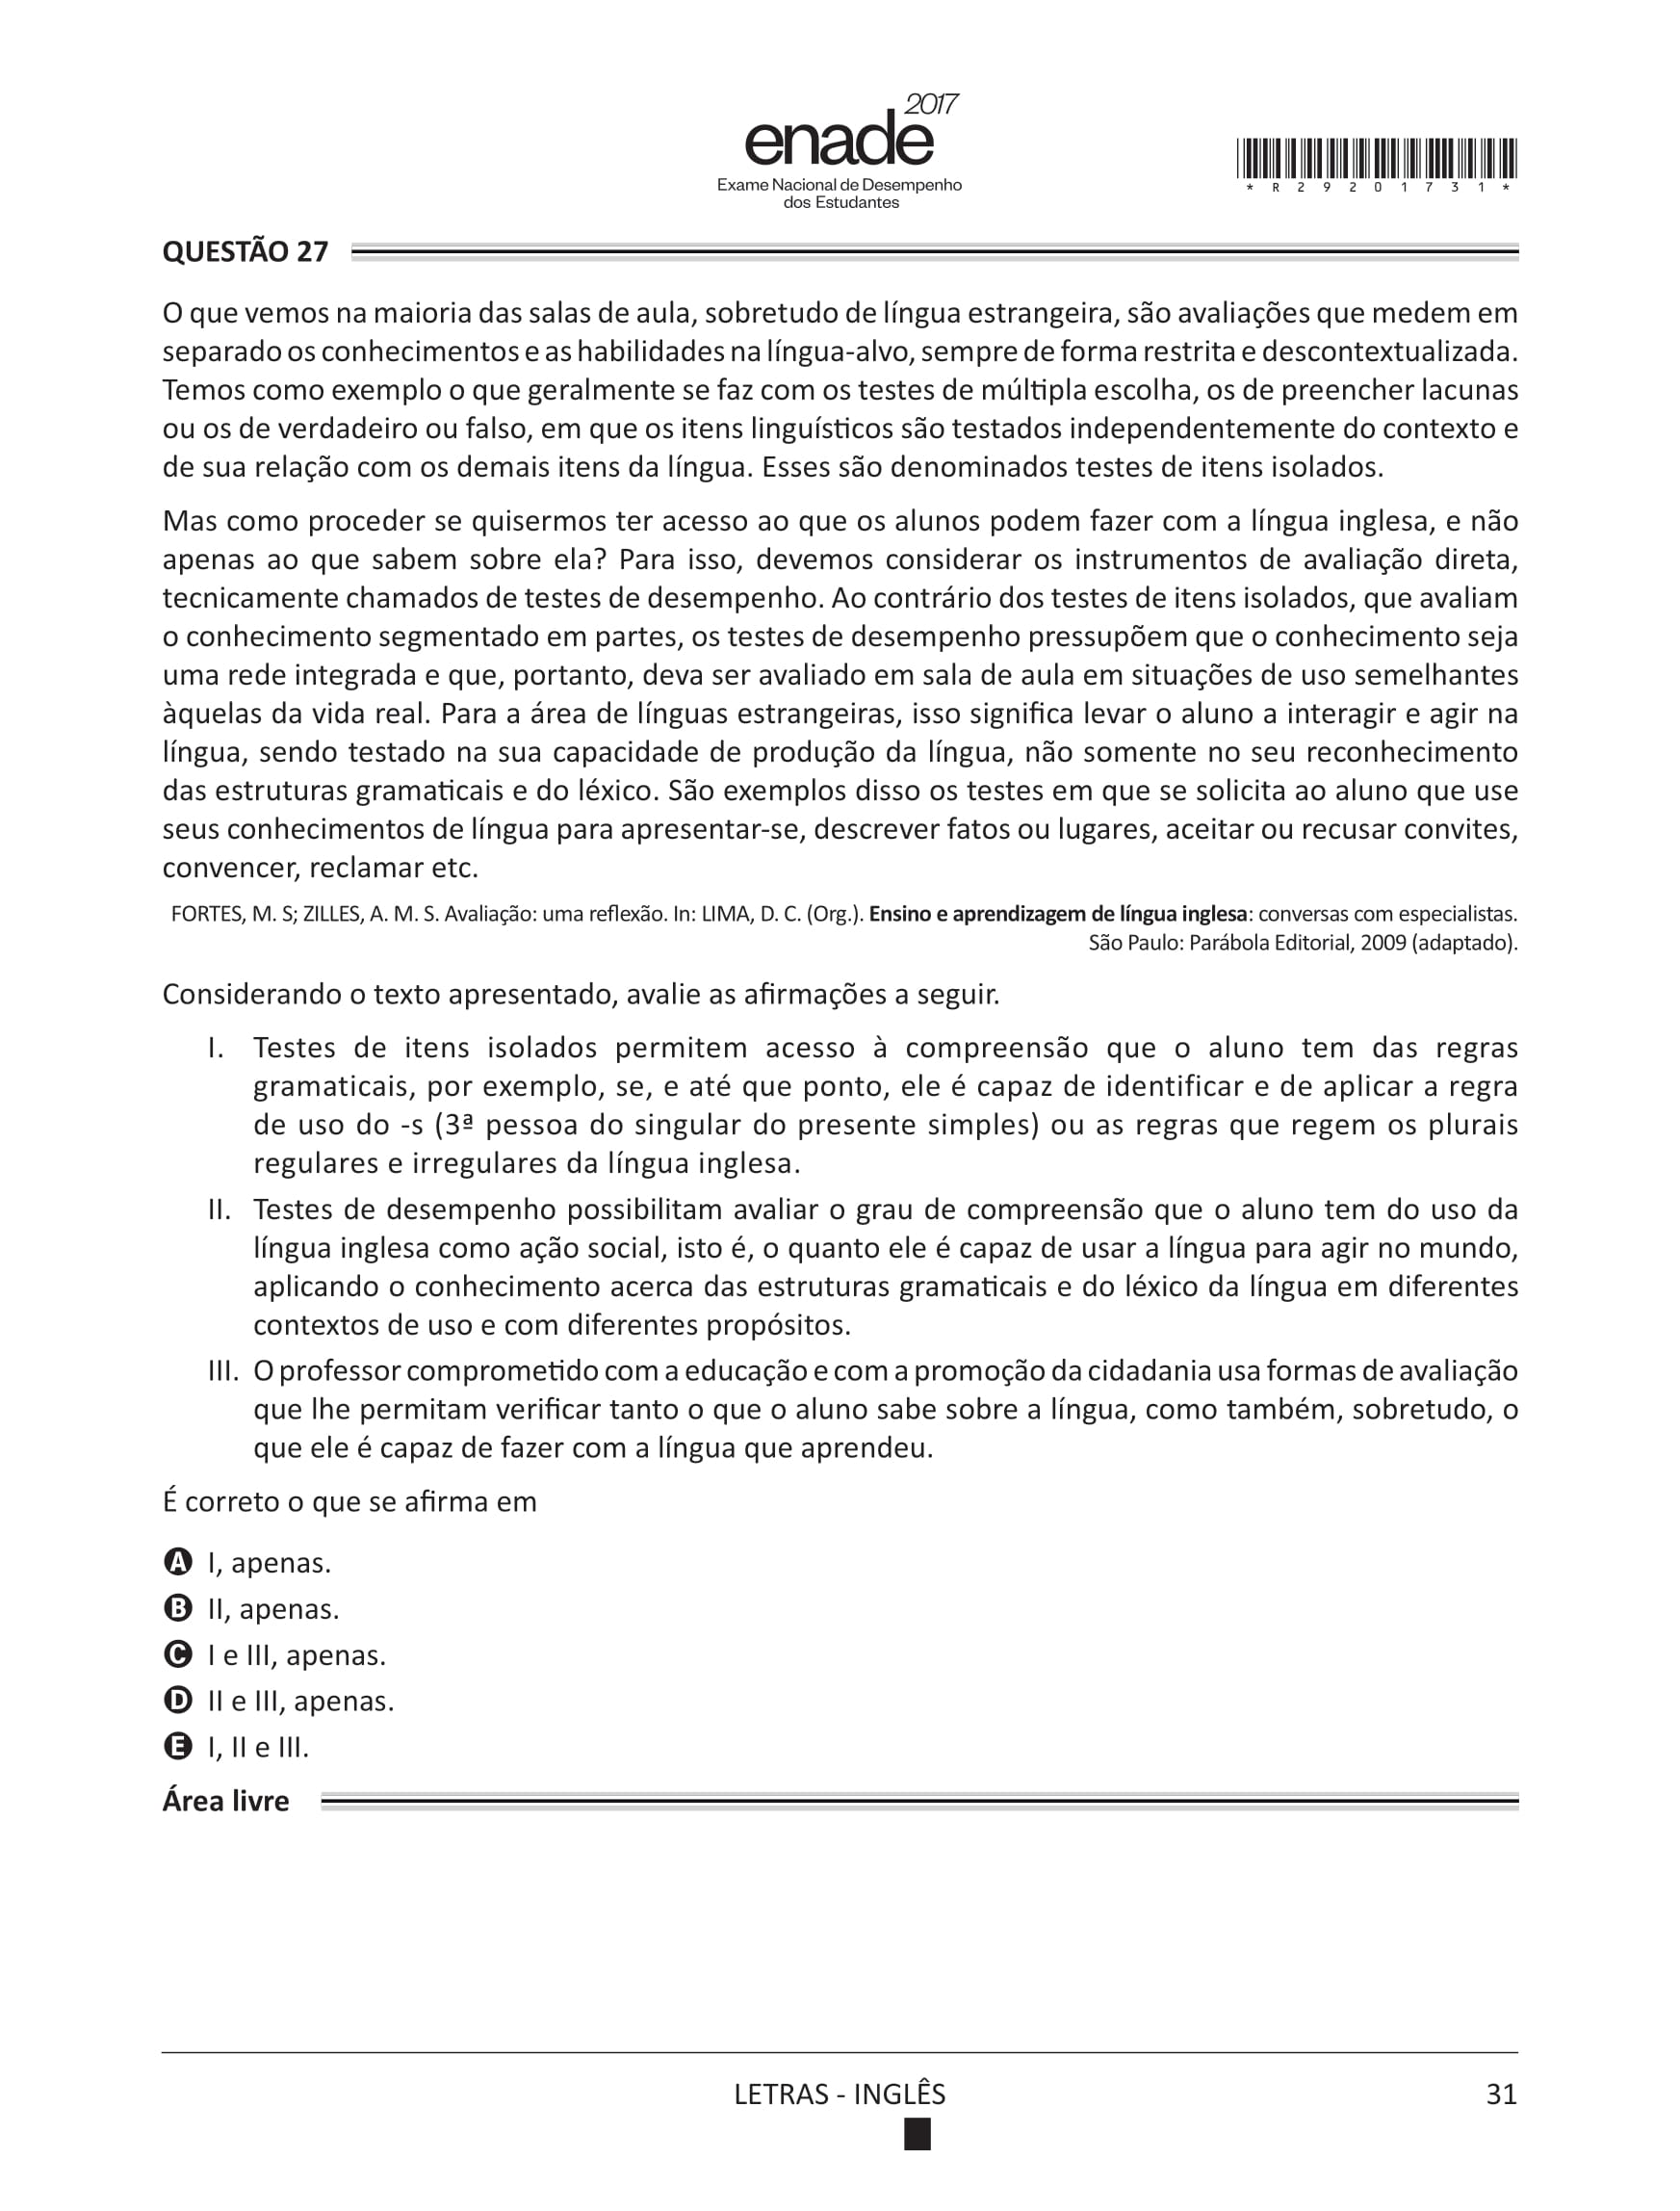 2017
enade
Exame Nacional de Desempenho
dos Estudantes
* R 2 9 2 0 1 7 3 1 *
QUESTÃO 27
O que vemos na maioria das salas de aula, sobretudo de língua estrangeira, são avaliações que medem em
separado os conhecimentos e as habilidades na língua-alvo, sempre de forma restrita e descontextualizada.
Temos como exemplo o que geralmente se faz com os testes de múltipla escolha, os de preencher lacunas
ou os de verdadeiro ou falso, em que os itens linguísticos são testados independentemente do contexto e
de sua relação com os demais itens da língua. Esses são denominados testes de itens isolados.
Mas como proceder se quisermos ter acesso ao que os alunos podem fazer com a língua inglesa, e não
apenas ao que sabem sobre ela? Para isso, devemos considerar os instrumentos de avaliação direta,
tecnicamente chamados de testes de desempenho. Ao contrário dos testes de itens isolados, que avaliam
o conhecimento segmentado em partes, os testes de desempenho pressupõem que o conhecimento seja
uma rede integrada e que, portanto, deva ser avaliado em sala de aula em situações de uso semelhantes
àquelas da vida real. Para a área de línguas estrangeiras, isso significa levar o aluno a interagir e agir na
língua, sendo testado na sua capacidade de produção da língua, não somente no seu reconhecimento
das estruturas gramaticais e do léxico. São exemplos disso os testes em que se solicita ao aluno que use
seus conhecimentos de língua para apresentar-se, descrever fatos ou lugares, aceitar ou recusar convites,
convencer, reclamar etc.
FORTES, M. S; ZILLES, A. M. S. Avaliação: uma reflexão. In: LIMA, D. C. (Org.). Ensino e aprendizagem de língua inglesa: conversas com especialistas.
São Paulo: Parábola Editorial, 2009 (adaptado).
Considerando o texto apresentado, avalie as afirmações a seguir.
I. Testes de itens isolados permitem acesso à compreensão que o aluno tem das regras
gramaticais, por exemplo, se, e até que ponto, ele é capaz de identificar e de aplicar a regra
de uso do -s (3ª pessoa do singular do presente simples) ou as regras que regem os plurais
regulares e irregulares da língua inglesa.
II. Testes de desempenho possibilitam avaliar o grau de compreensão que o aluno tem do uso da
língua inglesa como ação social, isto é, o quanto ele é capaz de usar a língua para agir no mundo,
aplicando o conhecimento acerca das estruturas gramaticais e do léxico da língua em diferentes
contextos de uso e com diferentes propósitos.
III. O professor comprometido com a educação e com a promoção da cidadania usa formas de avaliação
que lhe permitam verificar tanto o que o aluno sabe sobre a língua, como também, sobretudo, o
que ele é capaz de fazer com a língua que aprendeu.
É correto o que se afirma em
A I, apenas.
B II, apenas.
C I e III, apenas.
D II e III, apenas.
E I, II e III.
Área livre
LETRAS - INGLÊS
31